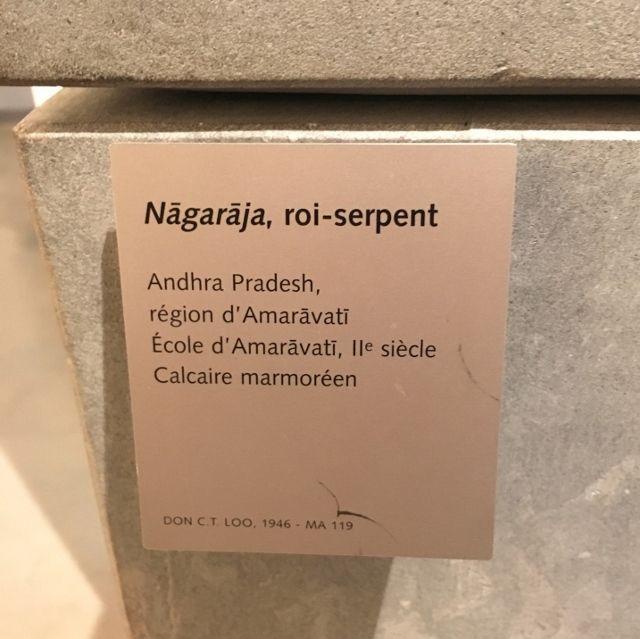 Nāgarāja, roi-serpent
Andhra Pradesh,
région d'Amarāvatī
École d'Amarāvatī, IIe siècle
Calcaire marmoréen
DON C.T. LOO, 1946 - MA 119